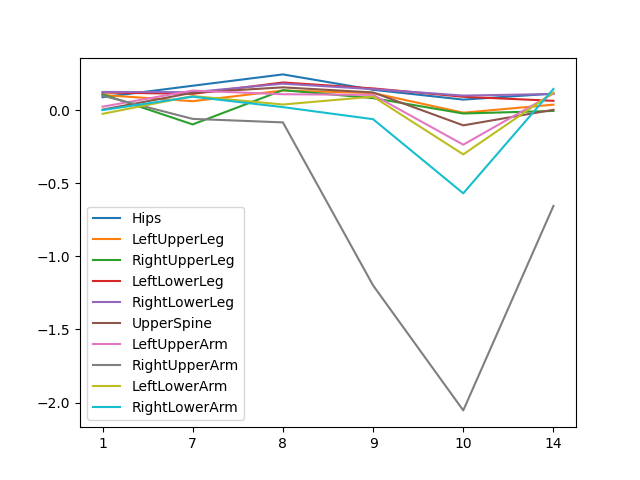 0.0
−0.5
−1.0
−1.5
−2.0
Hips
LeftUpperLeg
RightUpperLeg
LeftLowerLeg
RightLowerLeg
UpperSpine
LeftUpperArm
RightUpperArm
LeftLowerArm
RightLowerArm
1 7 8 9 10 14